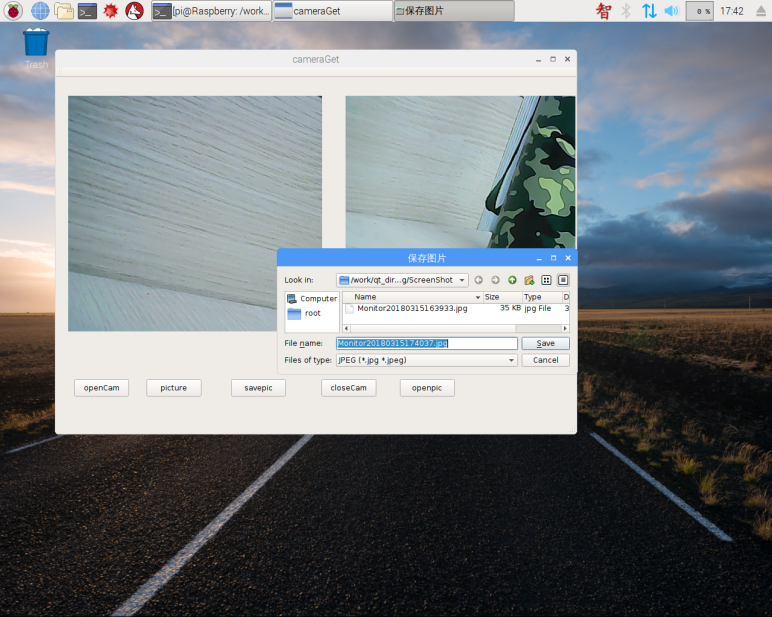 [pi@Raspberry: /work...
cameraGet
保存图片
智
0 %
17:42
Trash
cameraGet
保存图片
Look in:
/work/qt_dir...g/ScreenShot
Computer
root
Name Size Type D
Monitor20180315163933.jpg 35 KB jpg File 3
File name:
Monitor20180315174037.jpg
Save
Files of type:
JPEG (*.jpg *.jpeg)
Cancel
openCam
picture
savepic
closeCam
openpic